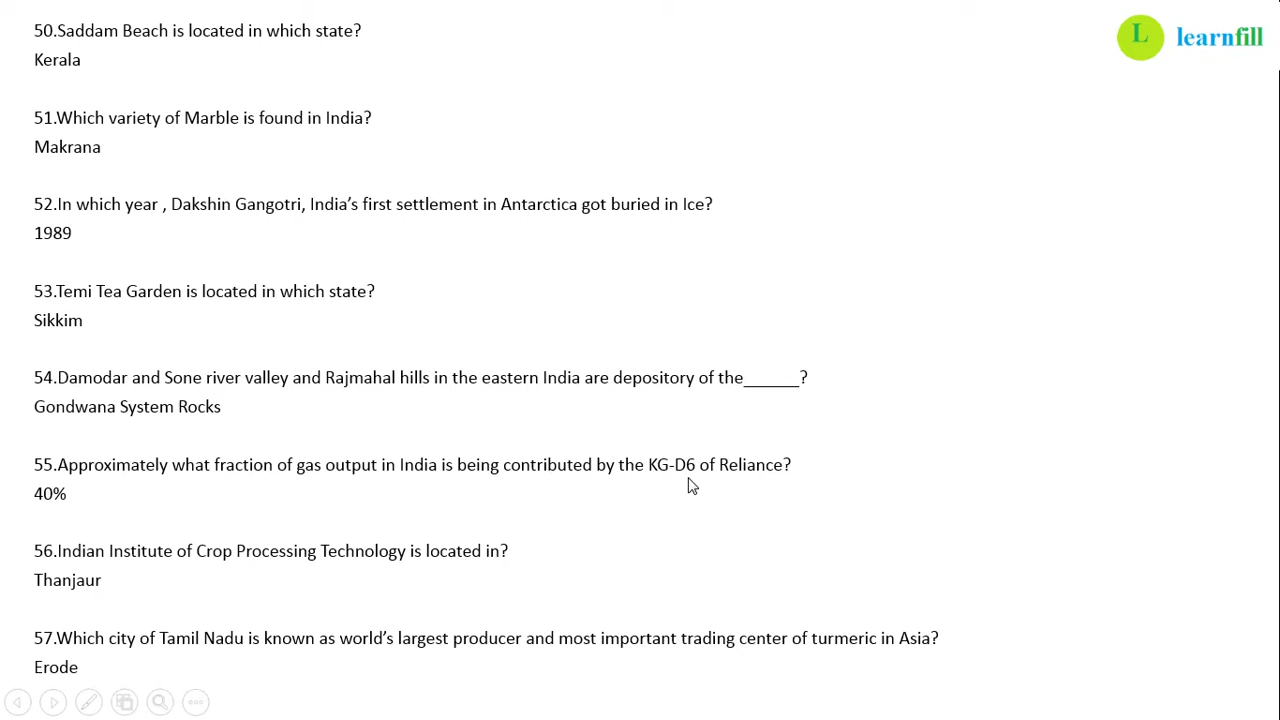 50.Saddam Beach is located in which state?
L learnfill
Kerala
51.Which variety of Marble is found in India?
Makrana
52.In which year , Dakshin Gangotri, India’s first settlement in Antarctica got buried in Ice?
1989
53.Temi Tea Garden is located in which state?
Sikkim
54.Damodar and Sone river valley and Rajmahal hills in the eastern India are depository of the______?
Gondwana System Rocks
55.Approximately what fraction of gas output in India is being contributed by the KG-D6 of Reliance?
40%
56.Indian Institute of Crop Processing Technology is located in?
Thanjaur
57.Which city of Tamil Nadu is known as world’s largest producer and most important trading center of turmeric in Asia?
Erode